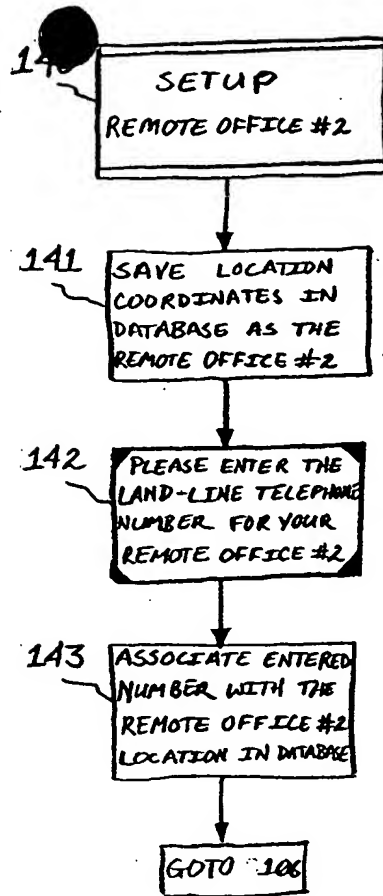 SETUP
REMOTE OFFICE #2
141
SAVE LOCATION
COORDINATES IN
DATABASE AS THE
REMOTE OFFICE #2
142
PLEASE ENTER THE
LAND-LINE TELEPHONE
NUMBER FOR YOUR
REMOTE OFFICE #2
143
ASSOCIATE ENTERED
NUMBER WITH THE
REMOTE OFFICE #2
LOCATION IN DATABASE
GOTO 106